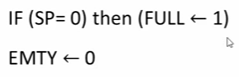 IF (SP= 0) then (FULL ← 1)
EMTY ← 0